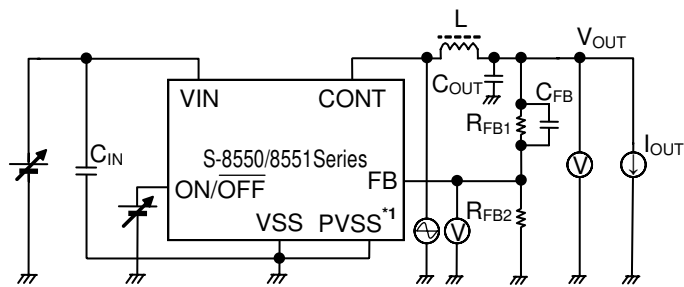 L
VOUT
VIN
CONT
COUT
CFB
RFB1
CIN
S-8550/8551Series
IOUT
V
ON/OFF
FB
VSS
PVSS*1
V
RFB2